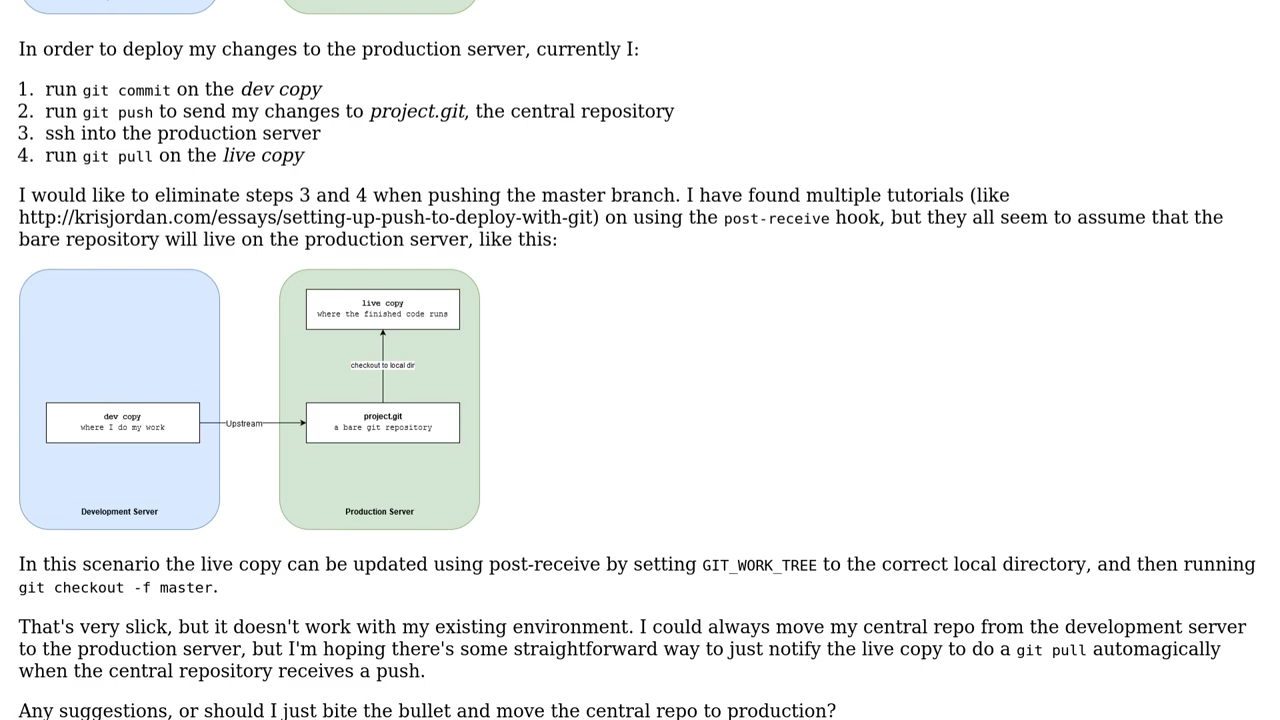 In order to deploy my changes to the production server, currently I:
1. run git commit on the dev copy
2. run git push to send my changes to project.git, the central repository
3. ssh into the production server
4. run git pull on the live copy
I would like to eliminate steps 3 and 4 when pushing the master branch. I have found multiple tutorials (like
http://krisjordan.com/essays/setting-up-push-to-deploy-with-git) on using the post-receive hook, but they all seem to assume that the
bare repository will live on the production server, like this:
live copy
where the finished code runs
checkout to local dir
dev copy
where I do my work
Upstream
project.git
a bare git repository
Development Server
Production Server
In this scenario the live copy can be updated using post-receive by setting GIT_WORK_TREE to the correct local directory, and then running
git checkout -f master.
That's very slick, but it doesn't work with my existing environment. I could always move my central repo from the development server
to the production server, but I'm hoping there's some straightforward way to just notify the live copy to do a git pull automagically
when the central repository receives a push.
Any suggestions, or should I just bite the bullet and move the central repo to production?